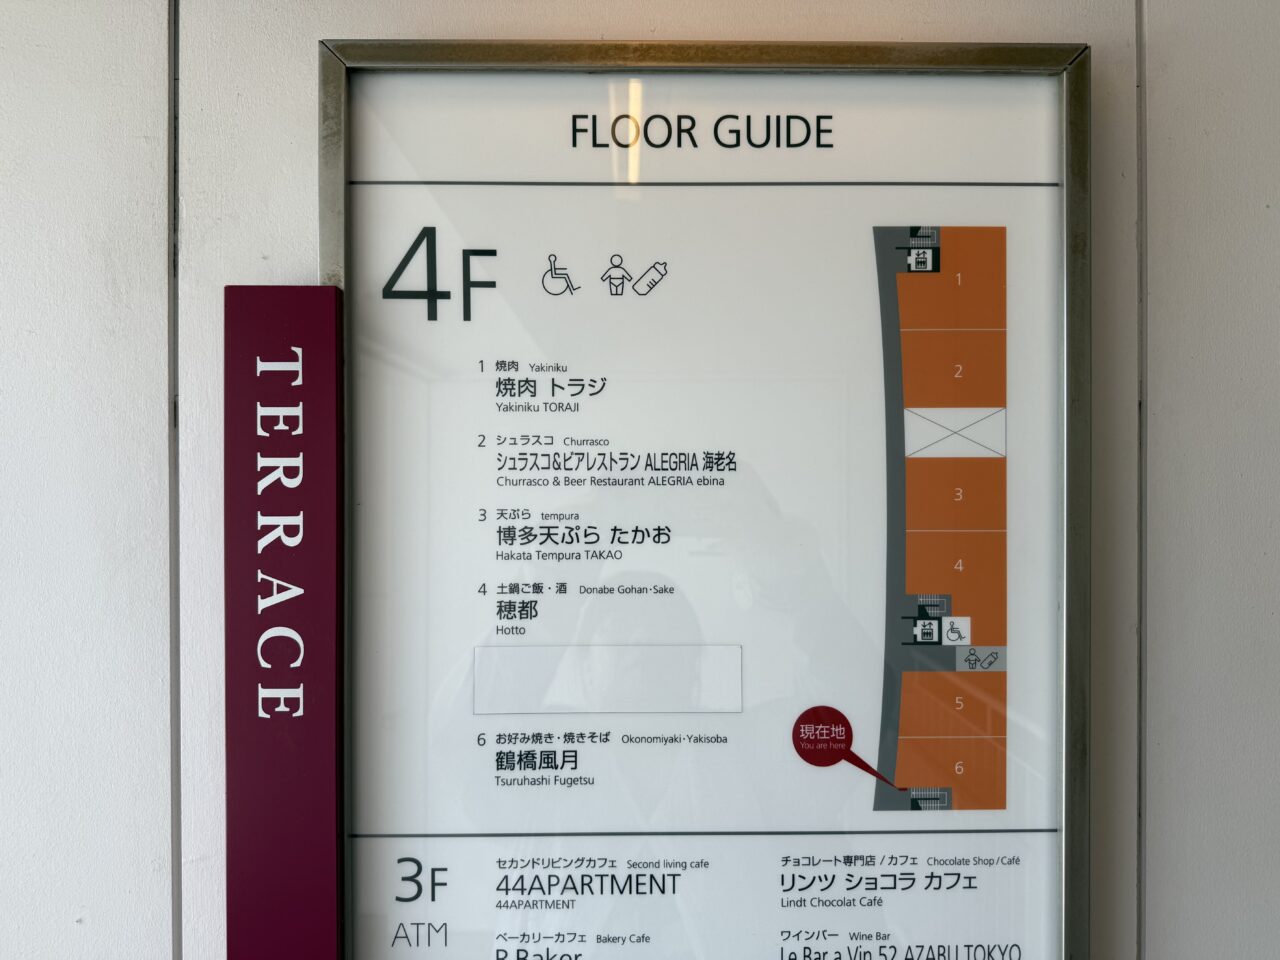 FLOOR GUIDE
TERRACE
4F
1 焼肉 Yakiniku
焼肉 トラジ
Yakiniku TORAJI
2 シュラスコ Churrasco
シュラスコ&ビアレストラン ALEGRIA 海老名
Churrasco & Beer Restaurant ALEGRIA ebina
3 天ぷら tempura
博多天ぷら たかお
Hakata Tempura TAKAO
4 土鍋ご飯・酒 Donabe Gohan・Sake
穂都
Hotto
6 お好み焼き・焼きそば Okonomiyaki・Yakisoba
鶴橋風月
Tsuruhashi Fugetsu
1
2
3
4
5
6
現在地
You are here
3F
ATM
セカンドリビングカフェ Second living cafe
44APARTMENT
44APARTMENT
ベーカリーカフェ Bakery Cafe
R Baker
チョコレート専門店 / カフェ Chocolate Shop/Café
リンツ ショコラ カフェ
Lindt Chocolat Café
ワインバー Wine Bar
Le Bar a Vin 52 AZABU TOKYO